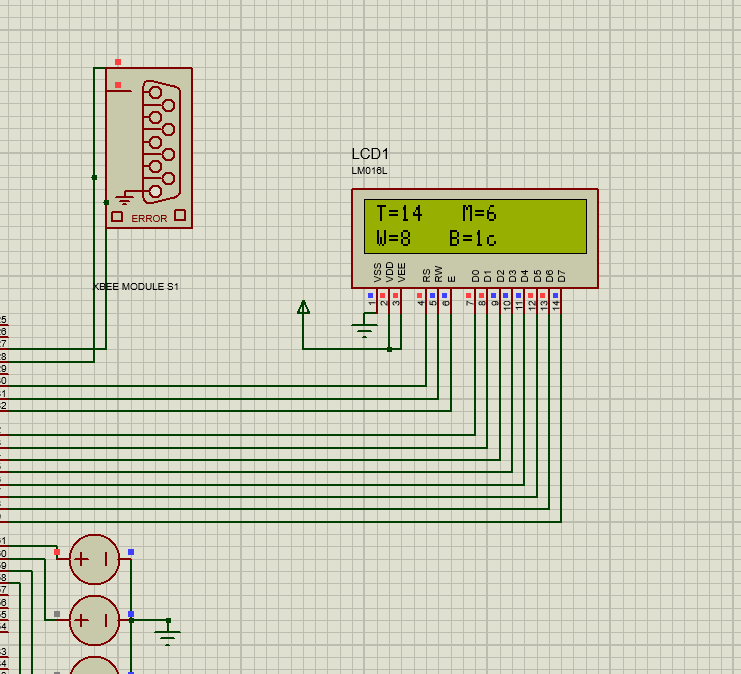 ERROR
XBEE MODULE S1
LCD1
LM016L
T=14 M=6
W=8 B=1c
VSS VDD VEE RS RW E D0 D1 D2 D3 D4 D5 D6 D7
1 2 3 4 5 6 7 8 9 10 11 12 13 14